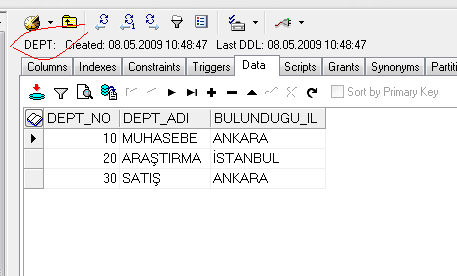 DEPT: Created: 08.05.2009 10:48:47 Last DDL: 08.05.2009 10:48:47
Columns Indexes Constraints Triggers Data Scripts Grants Synonyms Partiti
Sort by Primary Key
DEPT_NO DEPT_ADI BULUNDUGU_IL
10 MUHASEBE ANKARA
20 ARAŞTIRMA İSTANBUL
30 SATIŞ ANKARA